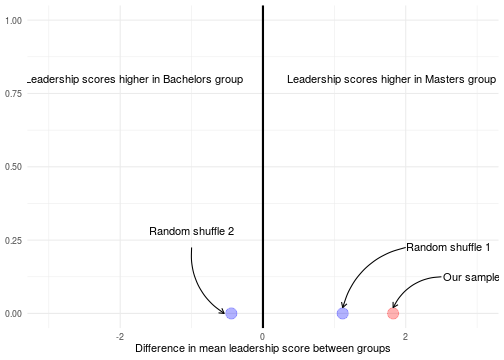 1.00
Leadership scores higher in Bachelors group
Leadership scores higher in Masters group
0.75
0.50
Random shuffle 2
0.25
Random shuffle 1
Our sample
0.00
-2
0
2
Difference in mean leadership score between groups